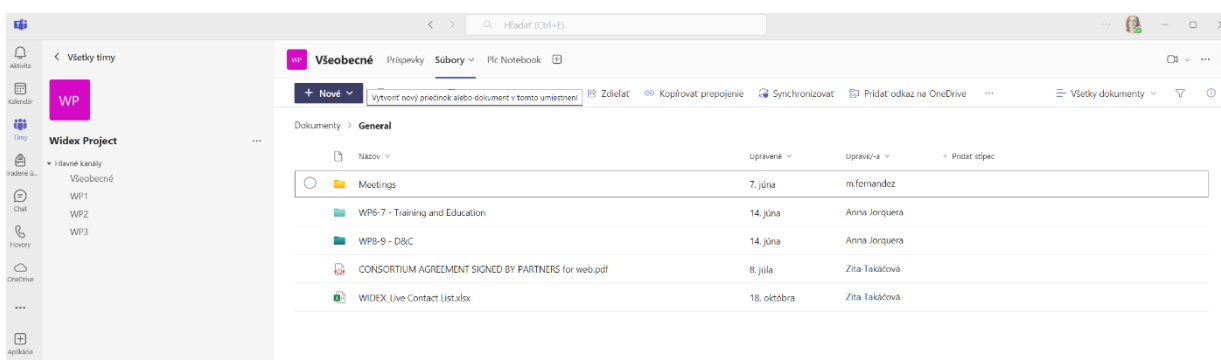 Hľadať (Ctrl+E)
Aktivita
Kalendár
Tímy
Chat
Hovory
OneDrive
Aplikácie
Všetky tímy
WP
Widex Project
Hlavné kanály
Všeobecné
WP1
WP2
WP3
WP Všeobecné Príspevky Súbory Plc Notebook
+ Nové Zdieľať Kopírovať prepojenie Synchronizovať Pridať odkaz na OneDrive Všetky dokumenty
Vytvoriť nový priečinok alebo dokument v tomto umiestnení
Dokumenty > General
Názov Upravené Upravil/-a + Pridať stĺpec
Meetings 7. júna m.fernandez
WP6-7 - Training and Education 14. júna Anna Jorquera
WP8-9 - D&C 14. júna Anna Jorquera
CONSORTIUM AGREEMENT SIGNED BY PARTNERS for web.pdf 8. júla Zita Takáčová
WIDEX_Live Contact List.xlsx 18. októbra Zita Takáčová